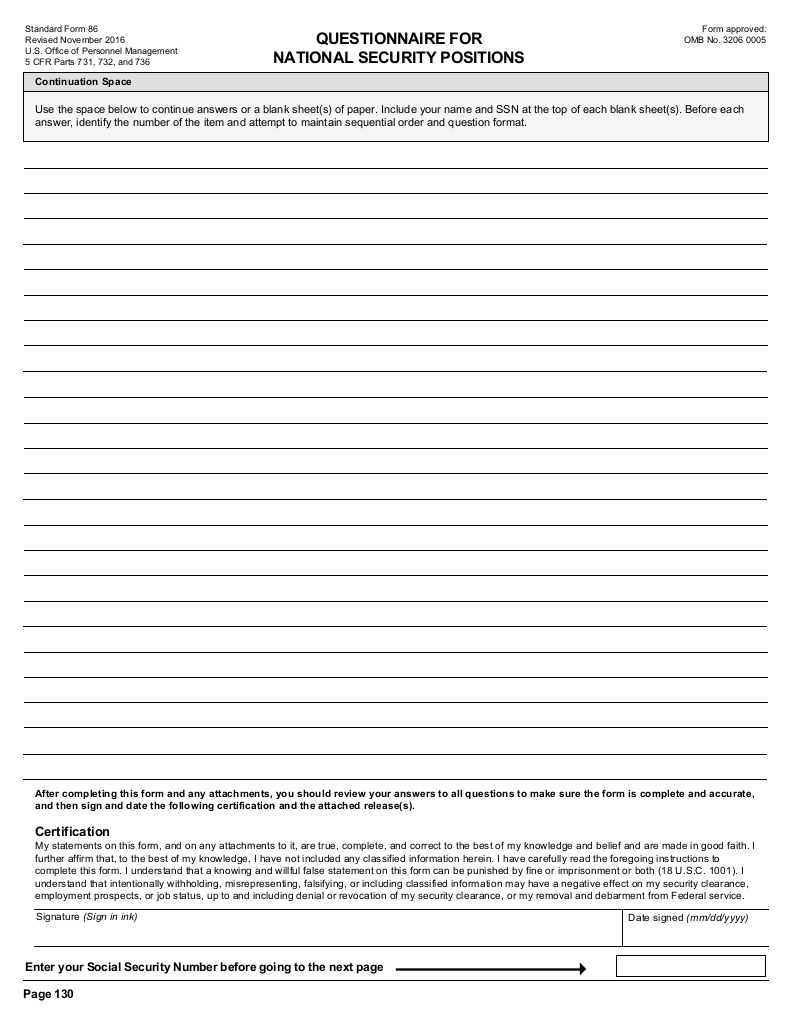 Standard Form 86
Revised November 2016
U.S. Office of Personnel Management
5 CFR Parts 731, 732, and 736
QUESTIONNAIRE FOR
NATIONAL SECURITY POSITIONS
Form approved:
OMB No. 3206 0005
Continuation Space
Use the space below to continue answers or a blank sheet(s) of paper. Include your name and SSN at the top of each blank sheet(s). Before each
answer, identify the number of the item and attempt to maintain sequential order and question format.
After completing this form and any attachments, you should review your answers to all questions to make sure the form is complete and accurate,
and then sign and date the following certification and the attached release(s).
Certification
My statements on this form, and on any attachments to it, are true, complete, and correct to the best of my knowledge and belief and are made in good faith. I
further affirm that, to the best of my knowledge, I have not included any classified information herein. I have carefully read the foregoing instructions to
complete this form. I understand that a knowing and willful false statement on this form can be punished by fine or imprisonment or both (18 U.S.C. 1001). I
understand that intentionally withholding, misrepresenting, falsifying, or including classified information may have a negative effect on my security clearance,
employment prospects, or job status, up to and including denial or revocation of my security clearance, or my removal and debarment from Federal service.
Signature (Sign in ink)
Date signed (mm/dd/yyyy)
Enter your Social Security Number before going to the next page
Page 130